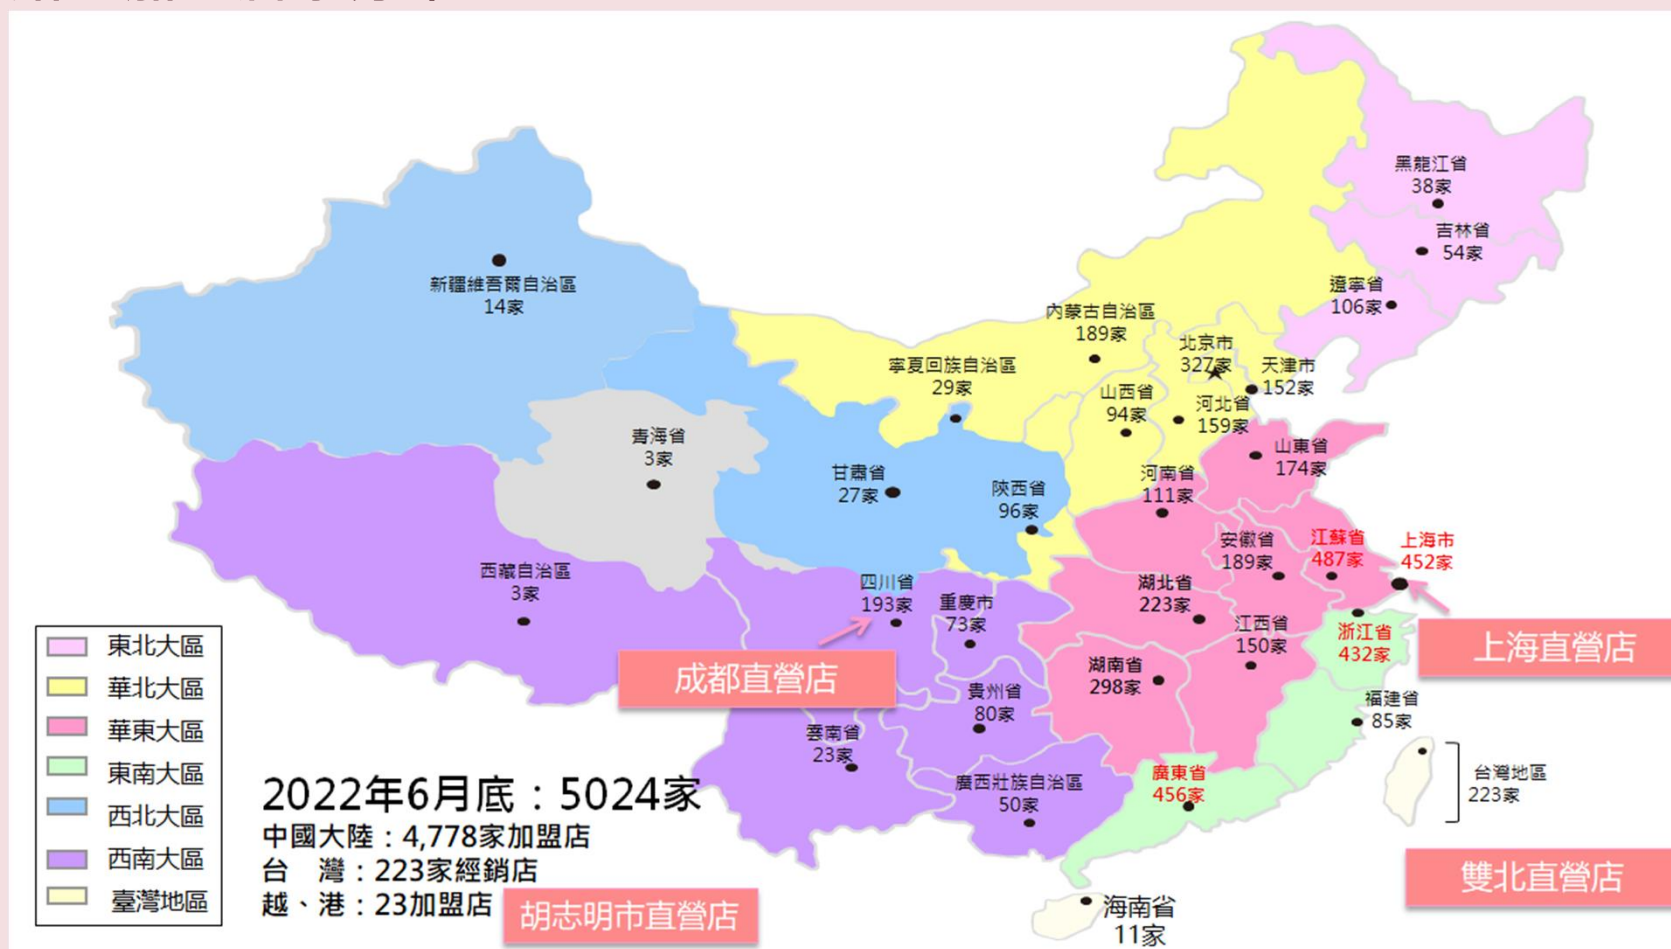 黑龍江省
38家
吉林省
54家
遼寧省
106家
新疆維吾爾自治區
14家
內蒙古自治區
189家
北京市
327家
天津市
152家
寧夏回族自治區
29家
山西省
94家
河北省
159家
青海省
3家
甘肅省
27家
陝西省
96家
河南省
111家
山東省
174家
西藏自治區
3家
四川省
193家
重慶市
73家
湖北省
223家
安徽省
189家
江蘇省
487家
上海市
452家
江西省
150家
浙江省
432家
上海直營店
成都直營店
湖南省
298家
貴州省
80家
福建省
85家
雲南省
23家
廣西壯族自治區
50家
廣東省
456家
台灣地區
223家
雙北直營店
海南省
11家
東北大區
華北大區
華東大區
東南大區
西北大區
西南大區
臺灣地區
2022年6月底：5024家
中國大陸：4,778家加盟店
台　灣：223家經銷店
越、港：23加盟店
胡志明市直營店